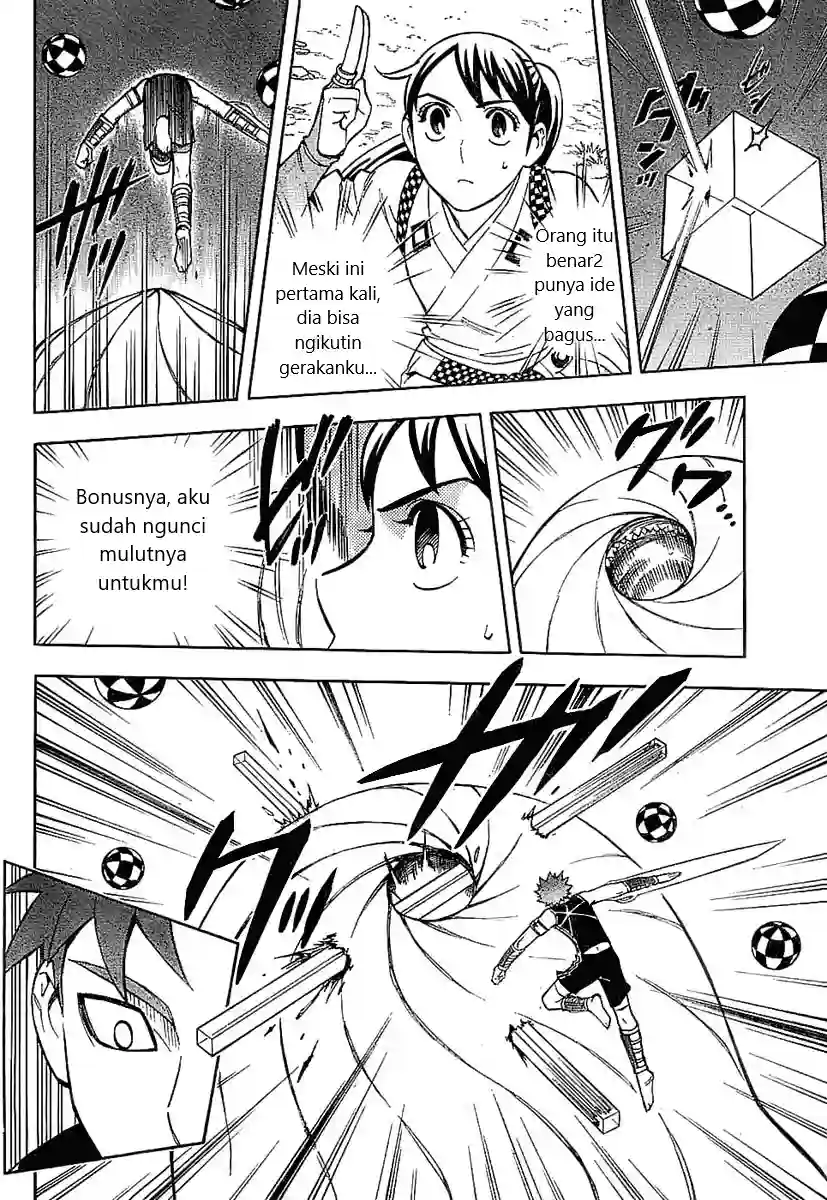 Orang itu
benar2
punya ide
yang
bagus...
Meski ini
pertama kali,
dia bisa
ngikutin
gerakanku...
Bonusnya, aku
sudah ngunci
mulutnya
untukmu!